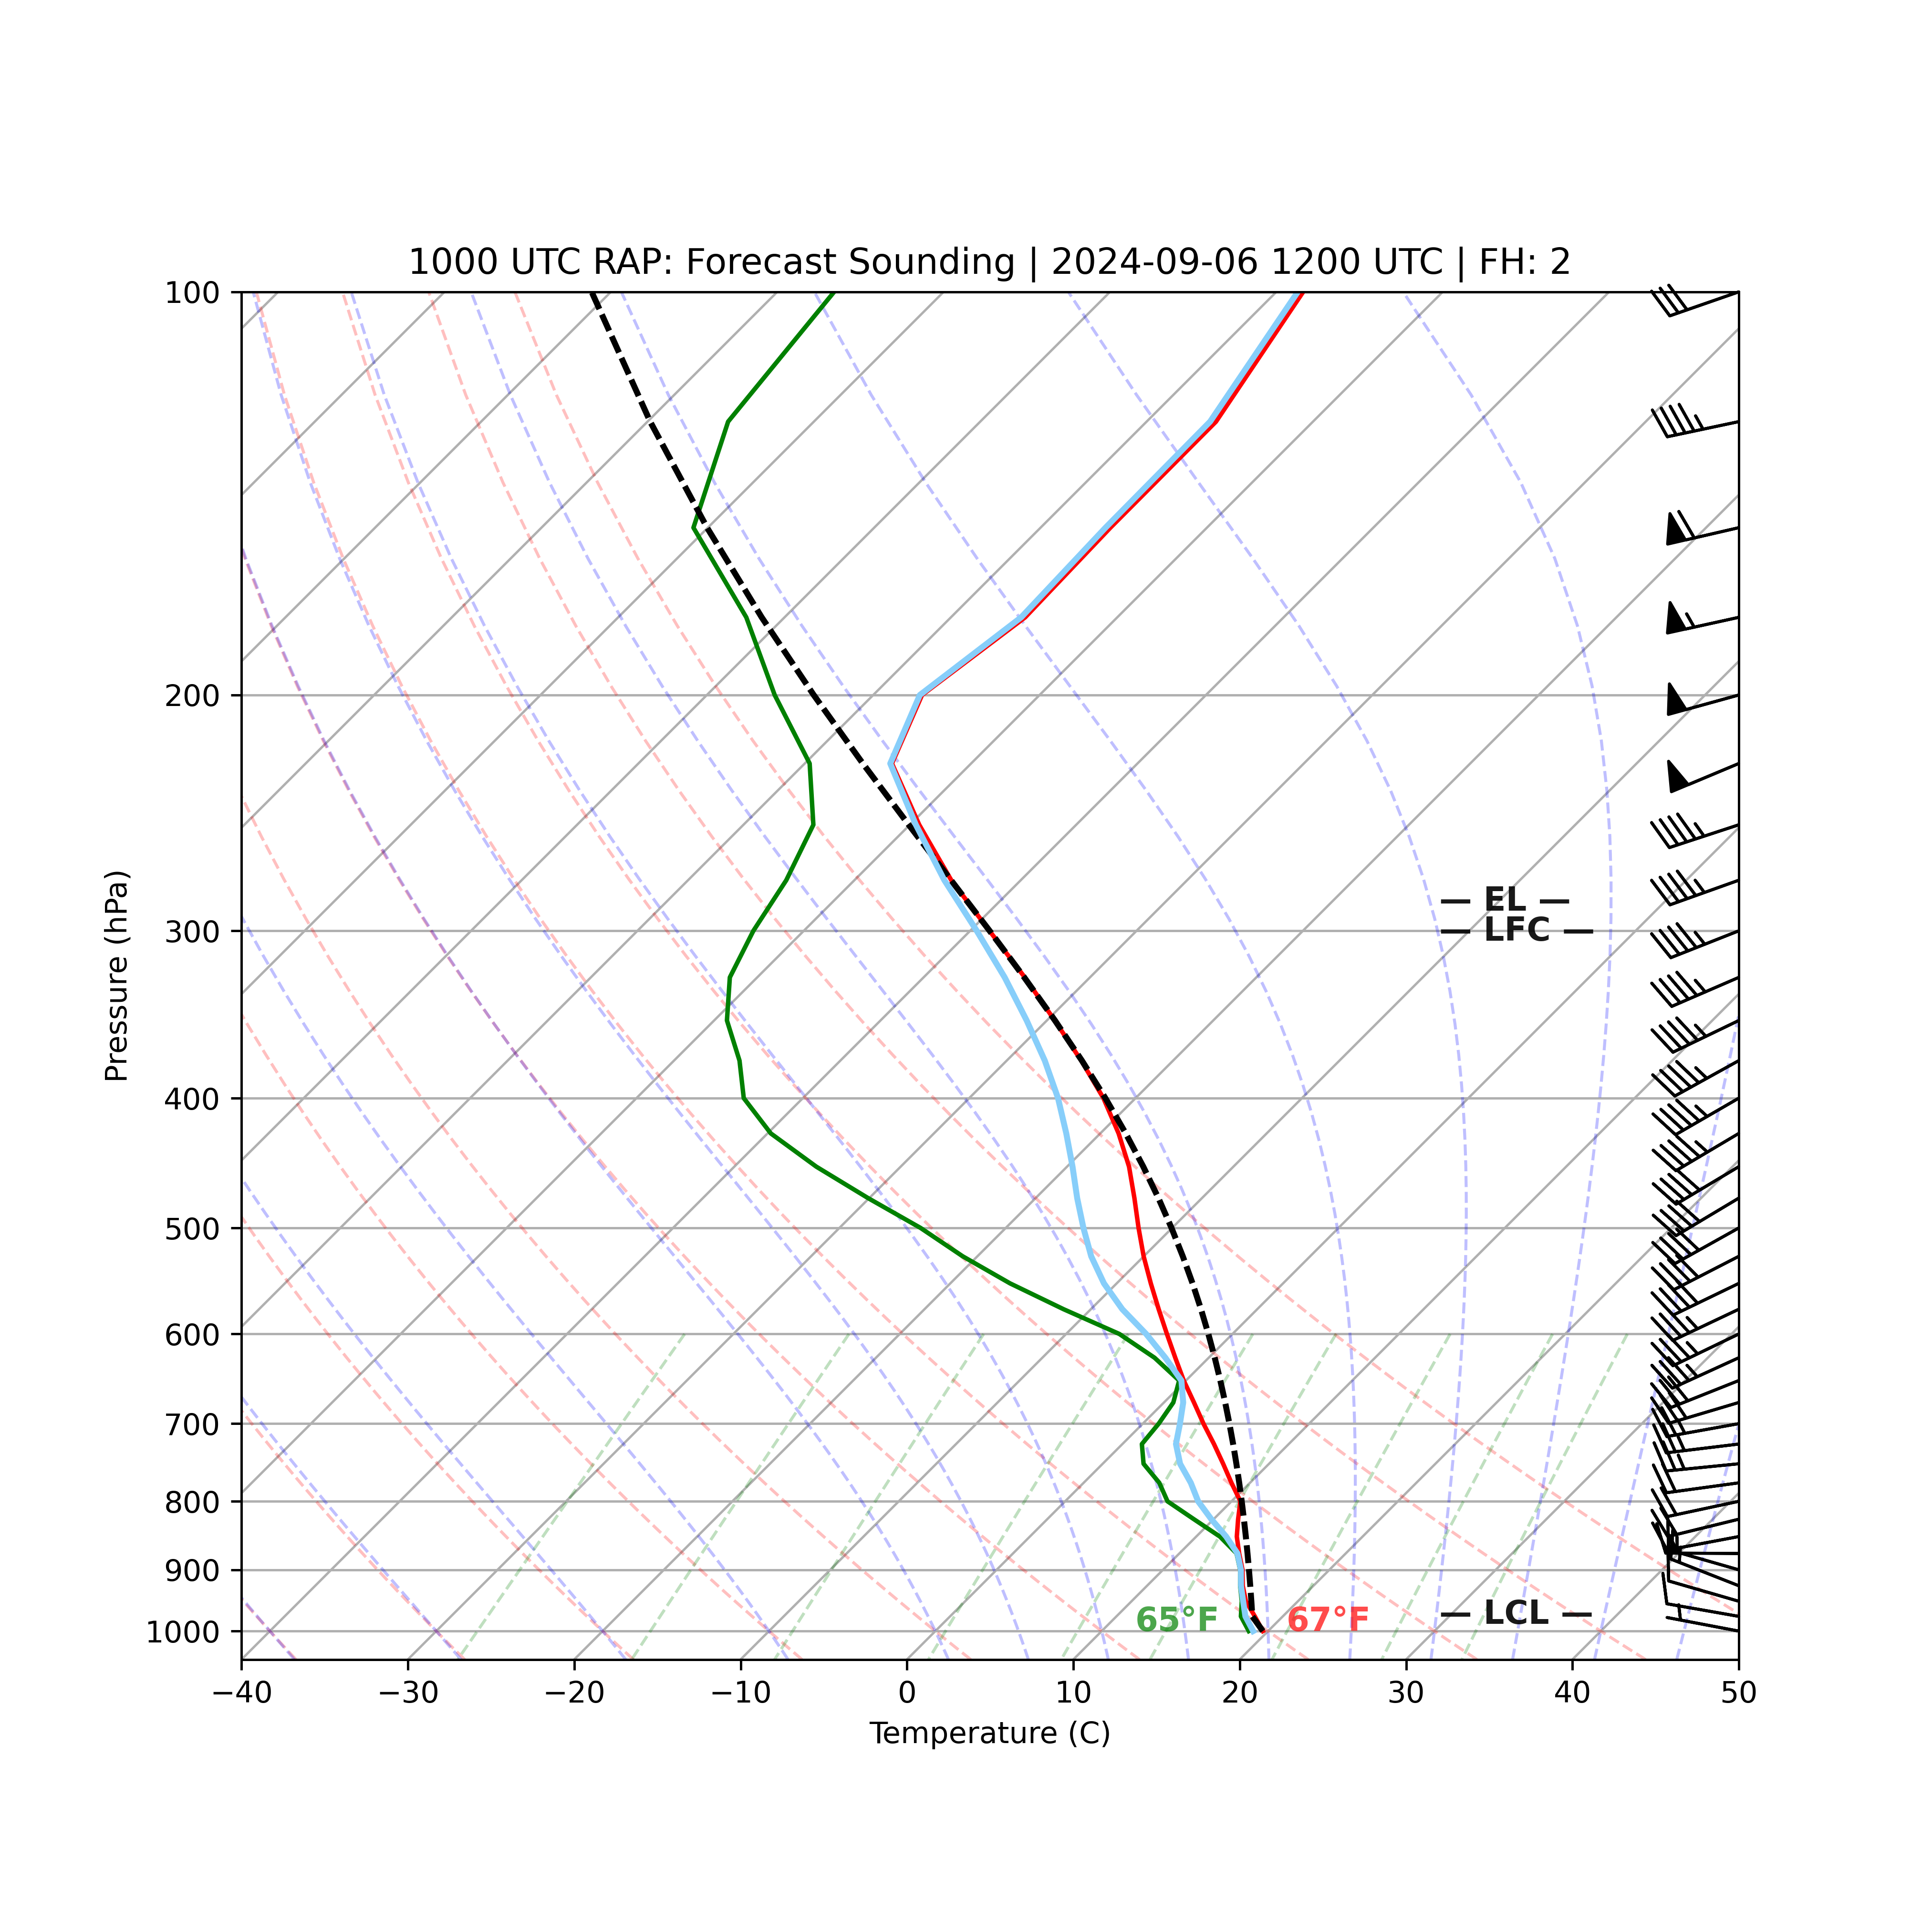 1000 UTC RAP: Forecast Sounding | 2024-09-06 1200 UTC | FH: 2
100
200
300
400
500
600
700
800
900
1000
Pressure (hPa)
— EL —
— LFC —
— LCL —
65°F
67°F
−40 −30 −20 −10 0 10 20 30 40 50
Temperature (C)